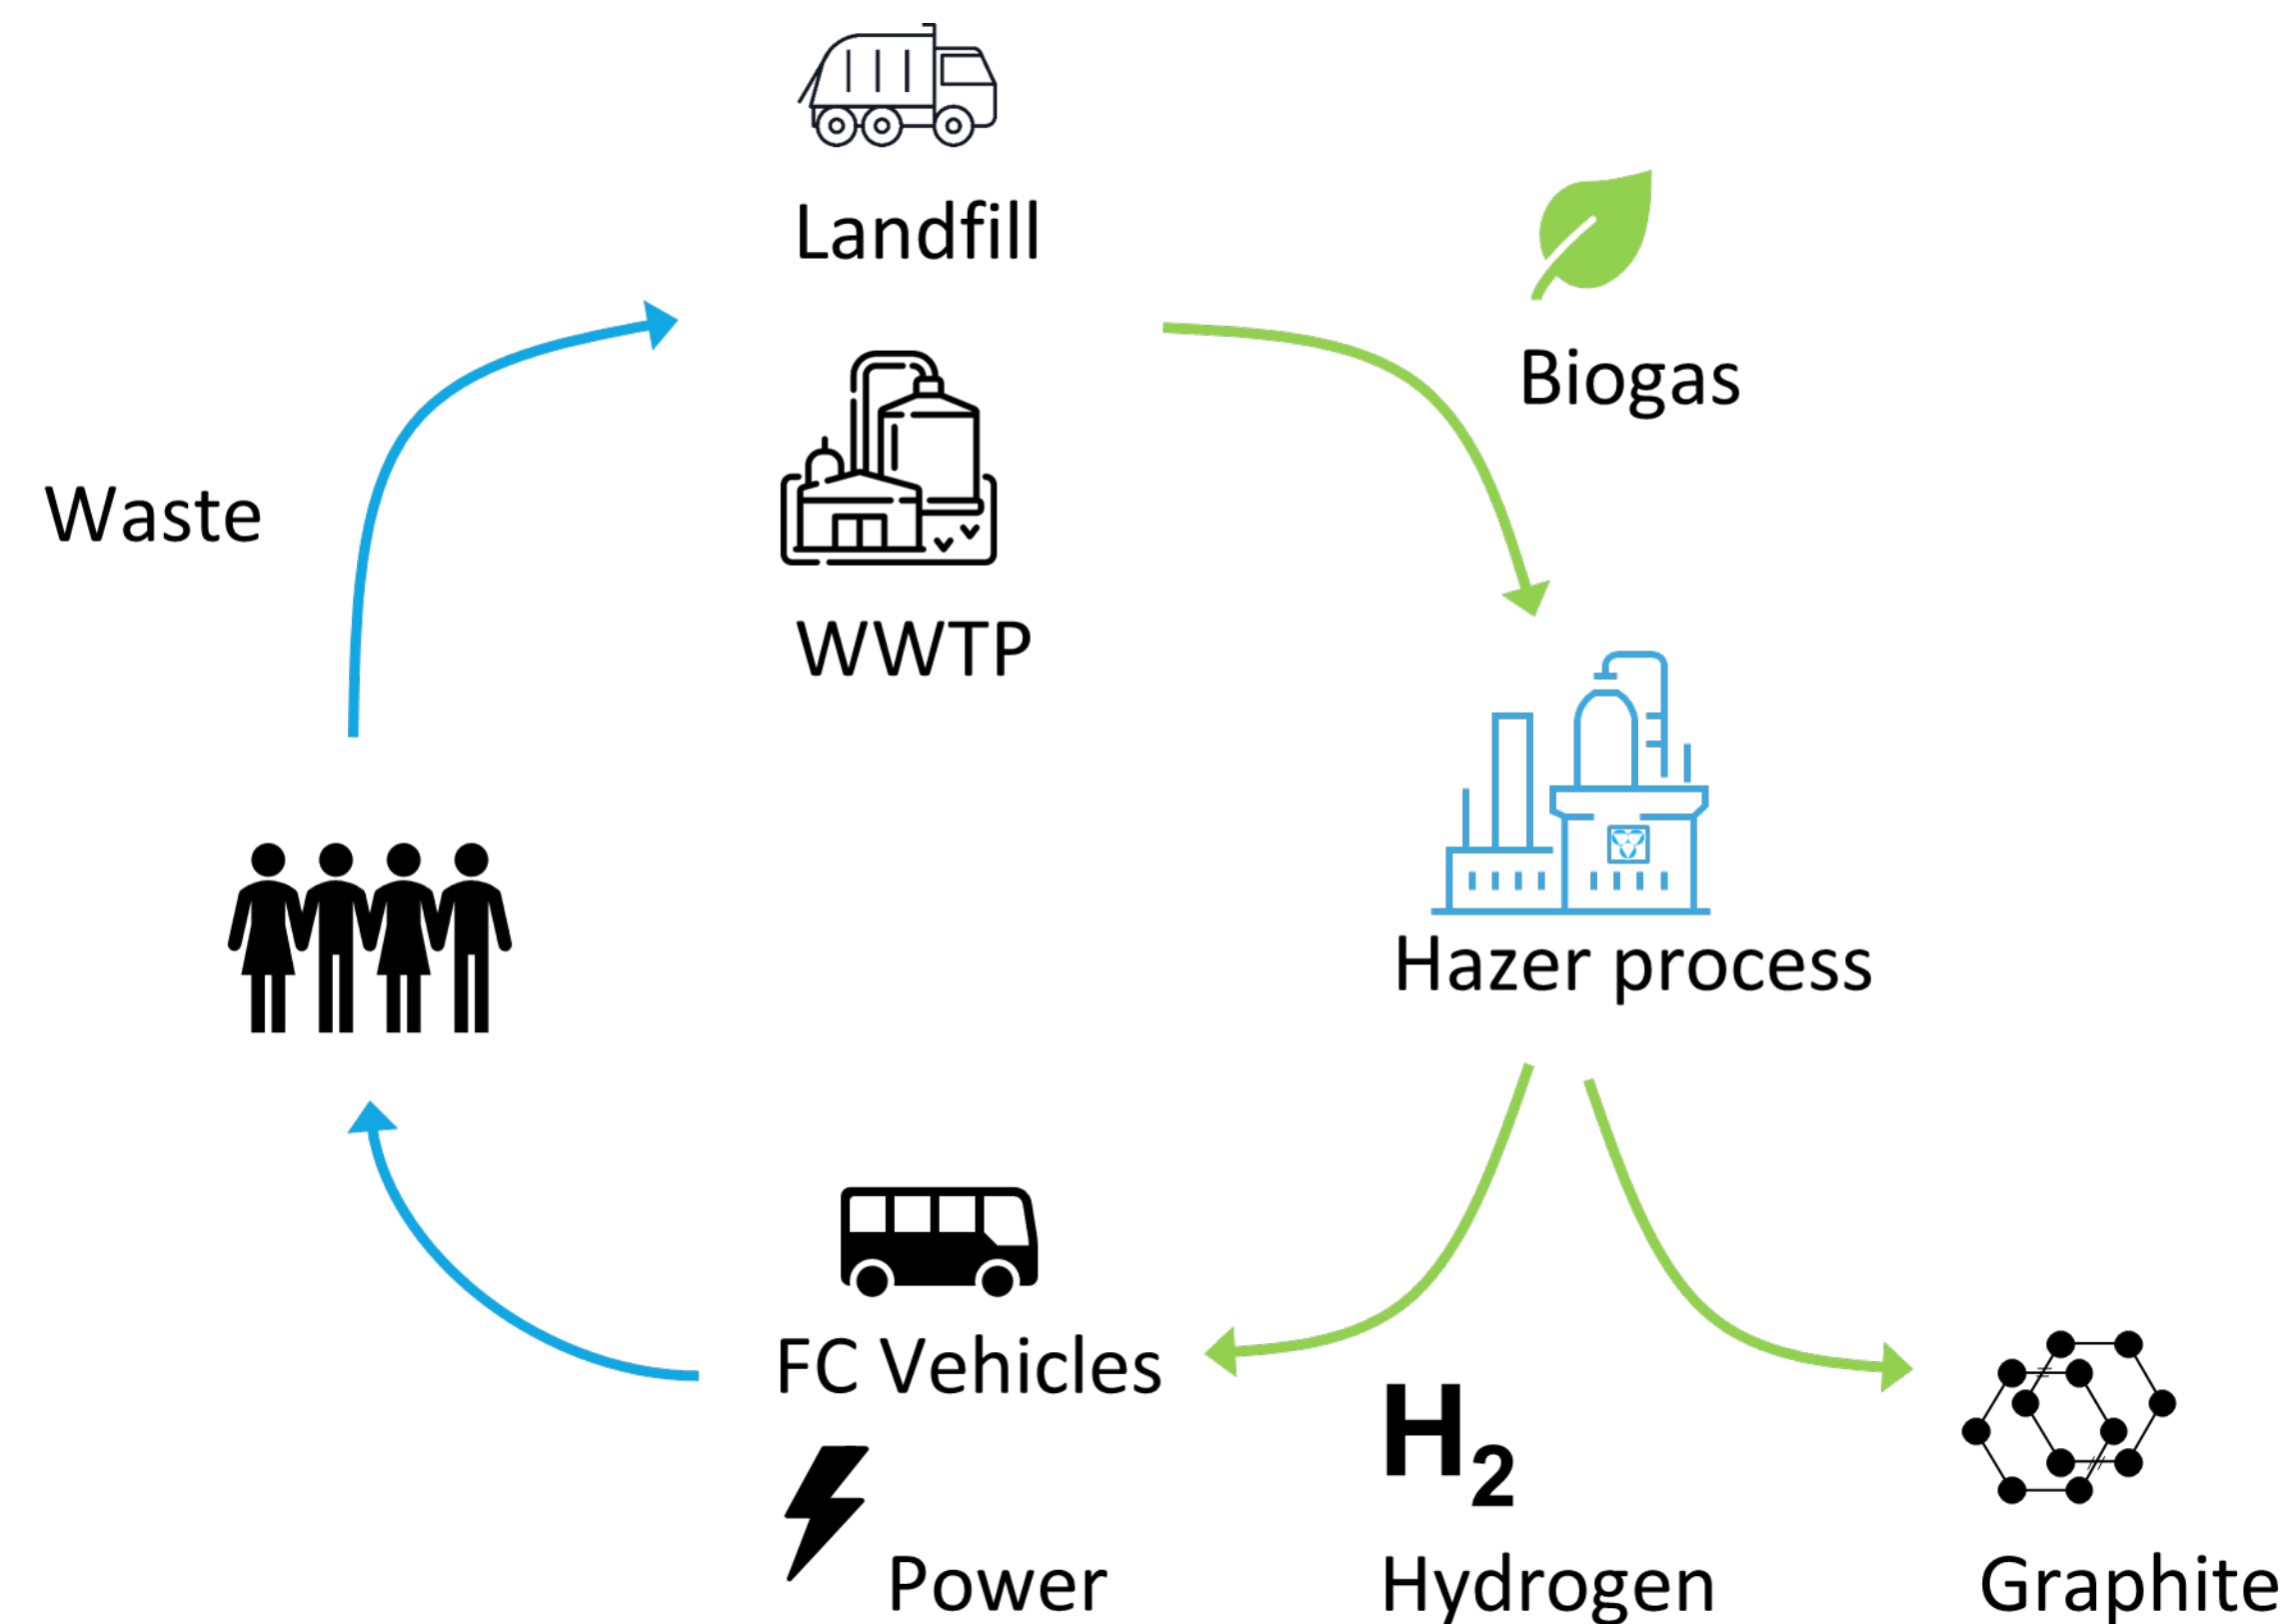 Landfill
Biogas
Waste
WWTP
Hazer process
FC Vehicles
H2
Power
Hydrogen
Graphite